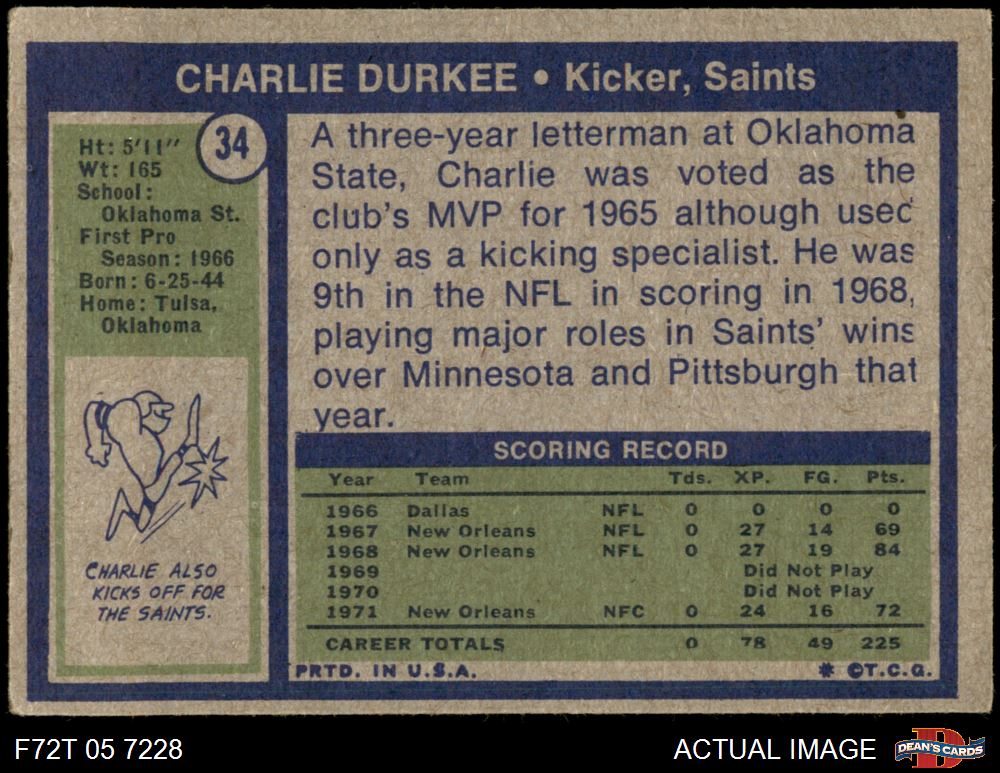 CHARLIE DURKEE • Kicker, Saints
34
Ht: 5'11"
Wt: 165
School:
Oklahoma St.
First Pro
Season: 1966
Born: 6-25-44
Home: Tulsa,
Oklahoma
CHARLIE ALSO
KICKS OFF FOR
THE SAINTS.
A three-year letterman at Oklahoma
State, Charlie was voted as the
club's MVP for 1965 although used
only as a kicking specialist. He was
9th in the NFL in scoring in 1968,
playing major roles in Saints' wins
over Minnesota and Pittsburgh that
year.
SCORING RECORD
Year Team Tds. XP. FG. Pts.
1966 Dallas NFL 0 0 0 0
1967 New Orleans NFL 0 27 14 69
1968 New Orleans NFL 0 27 19 84
1969 Did Not Play
1970 Did Not Play
1971 New Orleans NFC 0 24 16 72
CAREER TOTALS 0 78 49 225
PRTD. IN U.S.A. * ©T.C.G.
F72T 05 7228 ACTUAL IMAGE DEAN'S CARDS